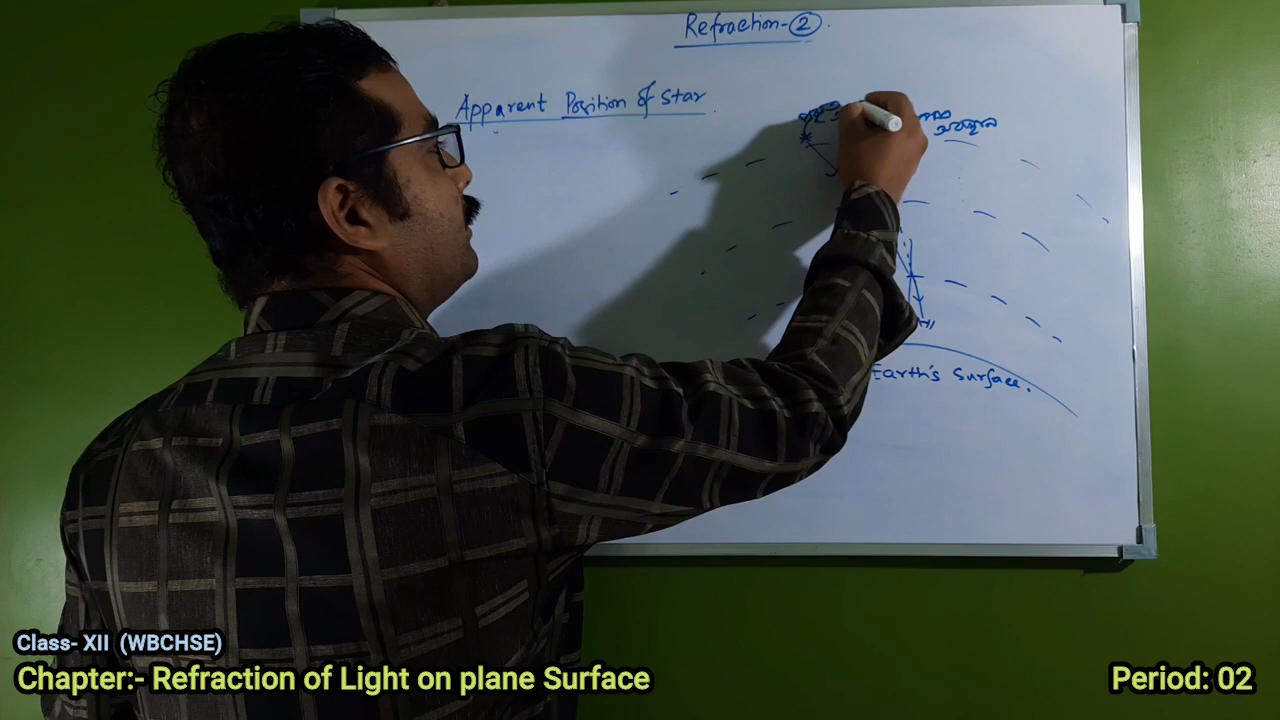 Refraction-②.
Apparent Position of Star
অবস্থান
Earth's Surface.
Class- XII (WBCHSE)
Chapter:- Refraction of Light on plane Surface
Period: 02